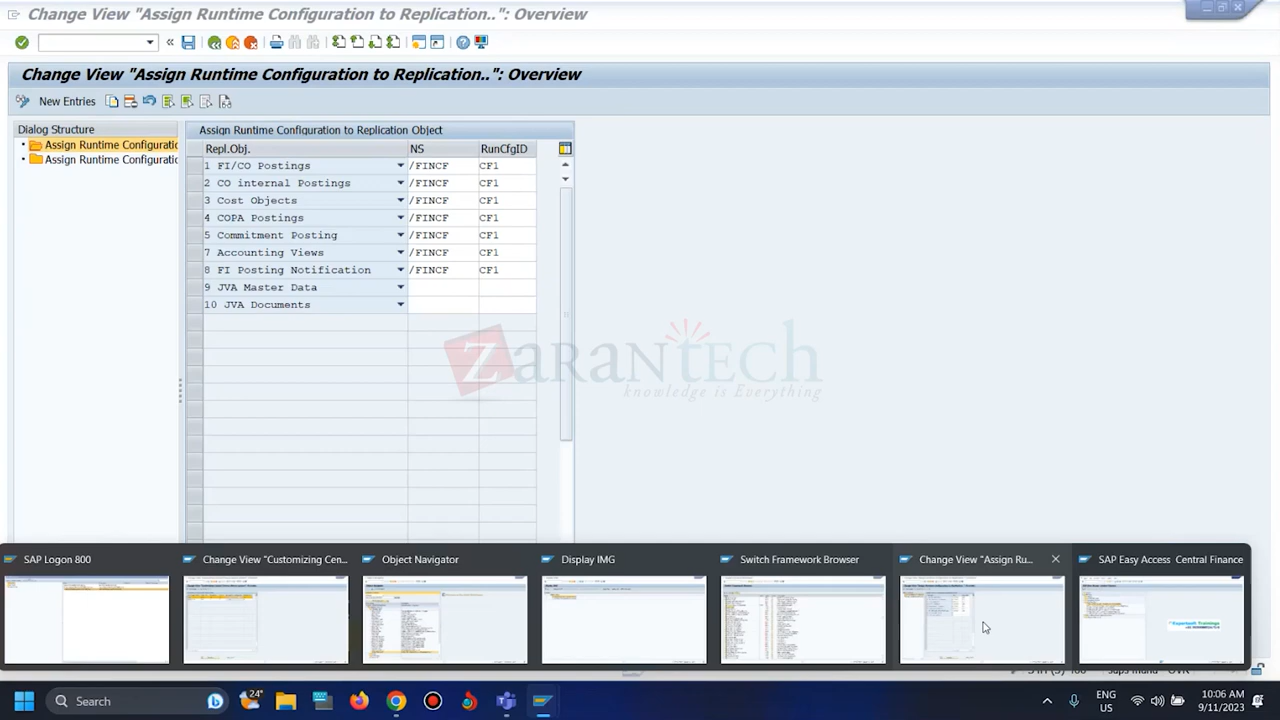 Change View "Assign Runtime Configuration to Replication..": Overview
Change View "Assign Runtime Configuration to Replication..": Overview
New Entries
Dialog Structure
Assign Runtime Configuratio
Assign Runtime Configuratio
Assign Runtime Configuration to Replication Object
Repl.Obj. NS RunCfgID
1 FI/CO Postings /FINCF CF1
2 CO internal Postings /FINCF CF1
3 Cost Objects /FINCF CF1
4 COPA Postings /FINCF CF1
5 Commitment Posting /FINCF CF1
7 Accounting Views /FINCF CF1
8 FI Posting Notification /FINCF CF1
9 JVA Master Data
10 JVA Documents
ZaranTech
knowledge is Everything
SAP Logon 800
Change View "Customizing Cen...
Object Navigator
Display IMG
Switch Framework Browser
Change View "Assign Ru...
SAP Easy Access Central Finance
Search
24°
ENG
US
10:06 AM
9/11/2023